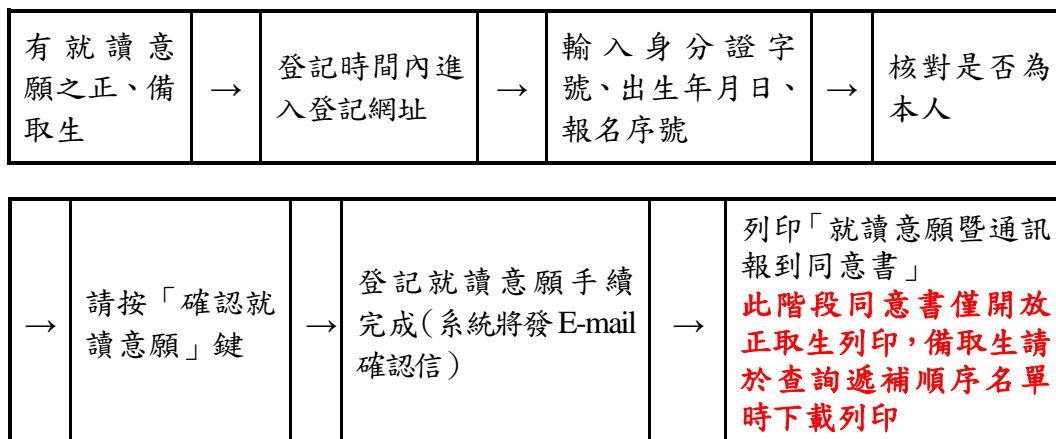 有就讀意
願之正、備
取生
→
登記時間內進
入登記網址
→
輸入身分證字
號、出生年月日、
報名序號
→
核對是否為
本人
→
請按「確認就
讀意願」鍵
→
登記就讀意願手續
完成(系統將發E-mail
確認信)
→
列印「就讀意願暨通訊
報到同意書」
此階段同意書僅開放
正取生列印,備取生請
於查詢遞補順序名單
時下載列印